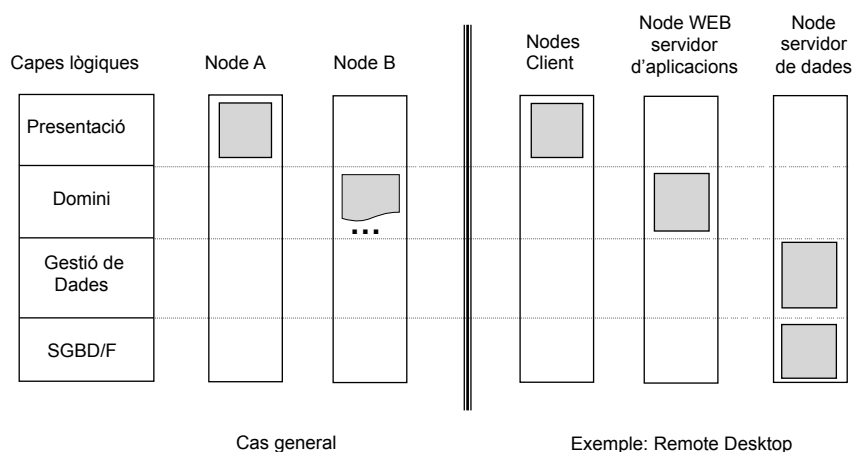 Capes lògiques
Node A
Node B
Nodes
Client
Node WEB
servidor
d'aplicacions
Node
servidor
de dades
Presentació
Domini
...
Gestió de
Dades
SGBD/F
Cas general
Exemple: Remote Desktop